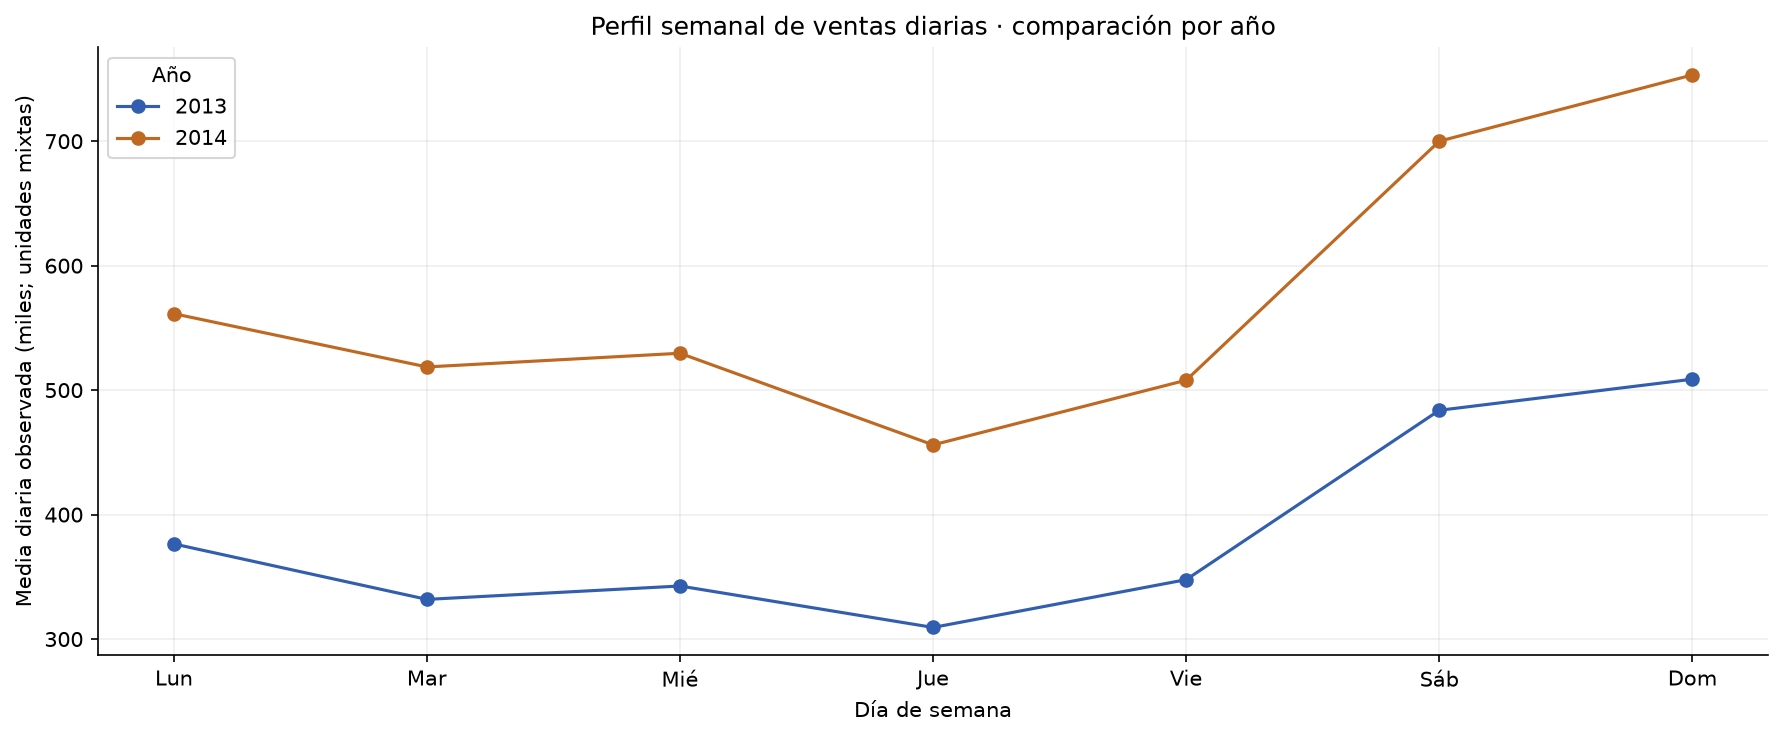 Perfil semanal de ventas diarias · comparación por año
Media diaria observada (miles; unidades mixtas)
Año
2013
2014
700
600
500
400
300
Lun Mar Mié Jue Vie Sáb Dom
Día de semana